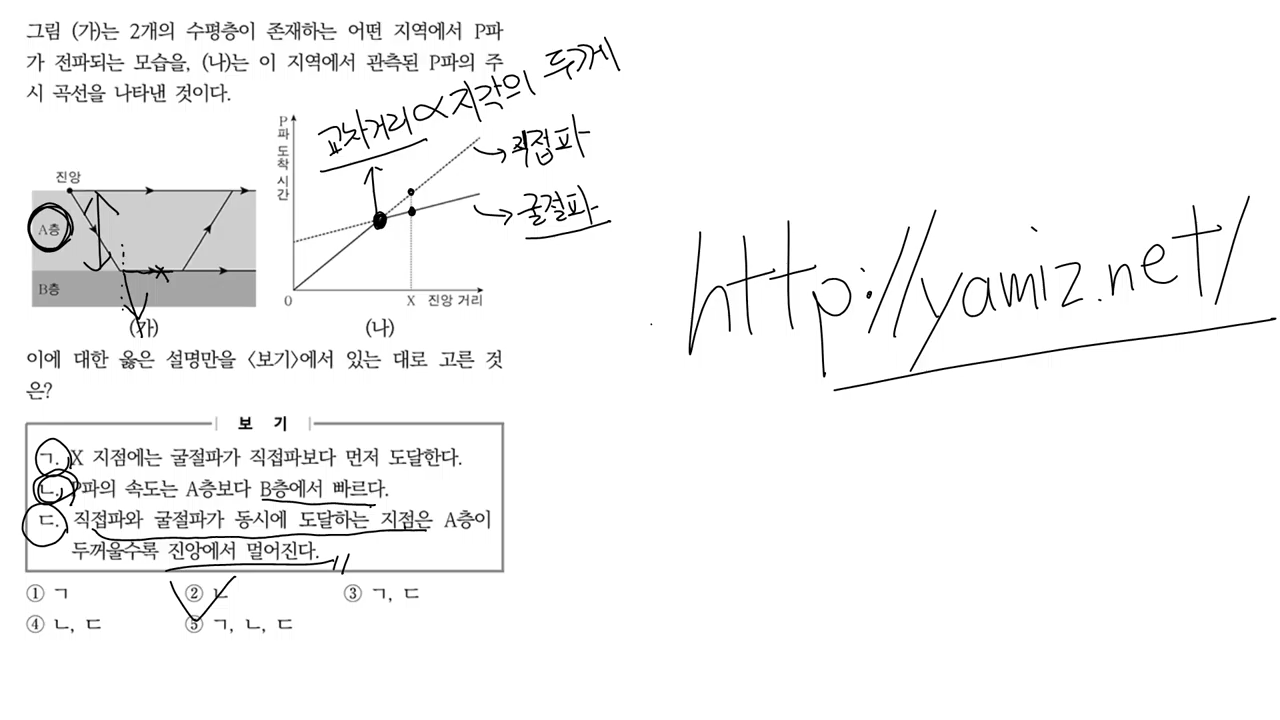 그림 (가)는 2개의 수평층이 존재하는 어떤 지역에서 P파
가 전파되는 모습을, (나)는 이 지역에서 관측된 P파의 주
시 곡선을 나타낸 것이다.
교차거리 ∝ 지각의 두께
진앙
A층
B층
(가)
P파 도착 시간
직접파
굴절파
0
X
진앙 거리
(나)
http://yamiz.net/
이에 대한 옳은 설명만을 〈보기〉에서 있는 대로 고른 것
은?
보 기
ㄱ. X 지점에는 굴절파가 직접파보다 먼저 도달한다.
ㄴ. P파의 속도는 A층보다 B층에서 빠르다.
ㄷ. 직접파와 굴절파가 동시에 도달하는 지점은 A층이
두꺼울수록 진앙에서 멀어진다.
① ㄱ ② ㄴ ③ ㄱ, ㄷ
④ ㄴ, ㄷ ⑤ ㄱ, ㄴ, ㄷ